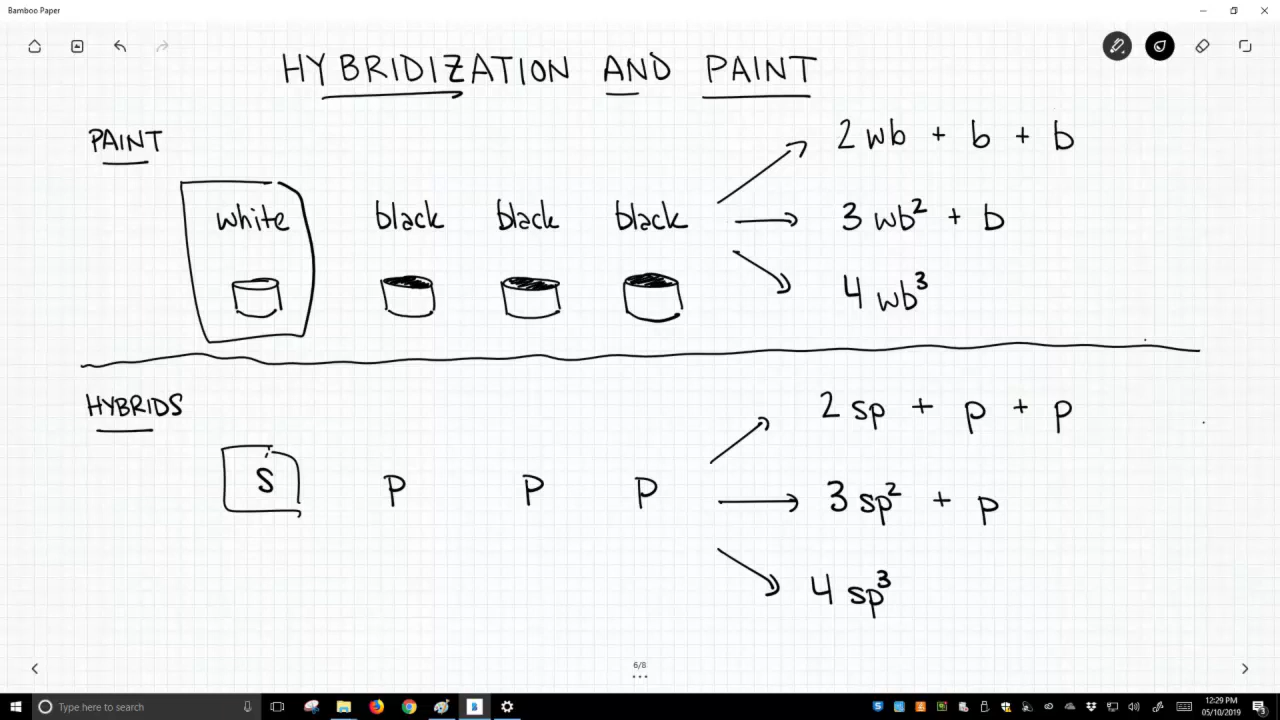 Bamboo Paper
HYBRIDIZATION AND PAINT
PAINT
2 wb + b + b
white black black black
3 wb² + b
4 wb³
HYBRIDS
2 sp + p + p
S P P P
3 sp² + p
4 sp³
6/8
Type here to search
12:29 PM
05/10/2019